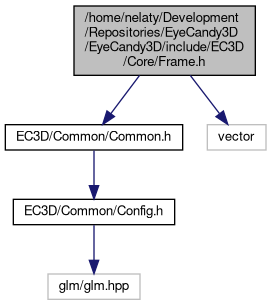 /home/nelaty/Development
/Repositories/EyeCandy3D
/EyeCandy3D/include/EC3D
/Core/Frame.h
EC3D/Common/Common.h
vector
EC3D/Common/Config.h
glm/glm.hpp